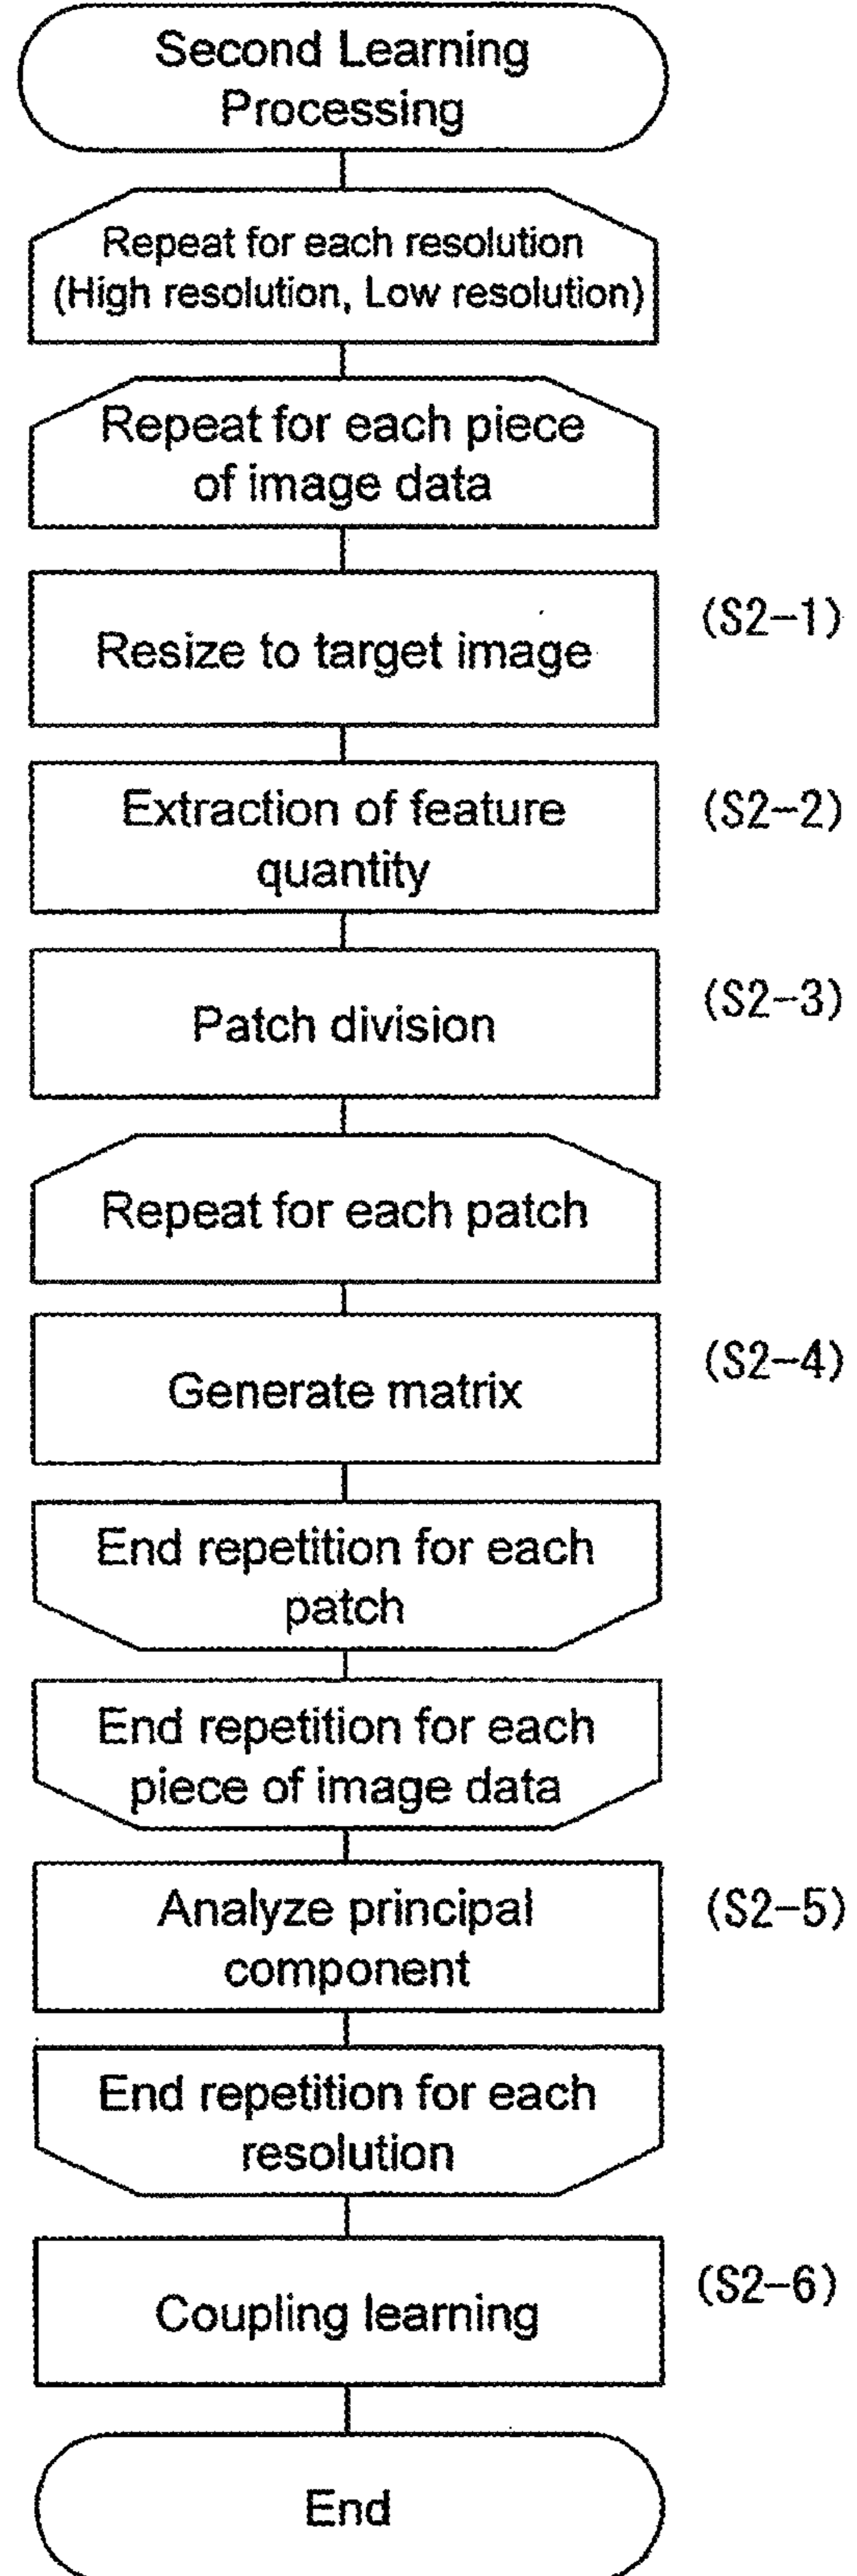 Second Learning
Processing
Repeat for each resolution
(High resolution, Low resolution)
Repeat for each piece
of image data
Resize to target image
(S2-1)
Extraction of feature
quantity
(S2-2)
Patch division
(S2-3)
Repeat for each patch
Generate matrix
(S2-4)
End repetition for each
patch
End repetition for each
piece of image data
Analyze principal
component
(S2-5)
End repetition for each
resolution
Coupling learning
(S2-6)
End